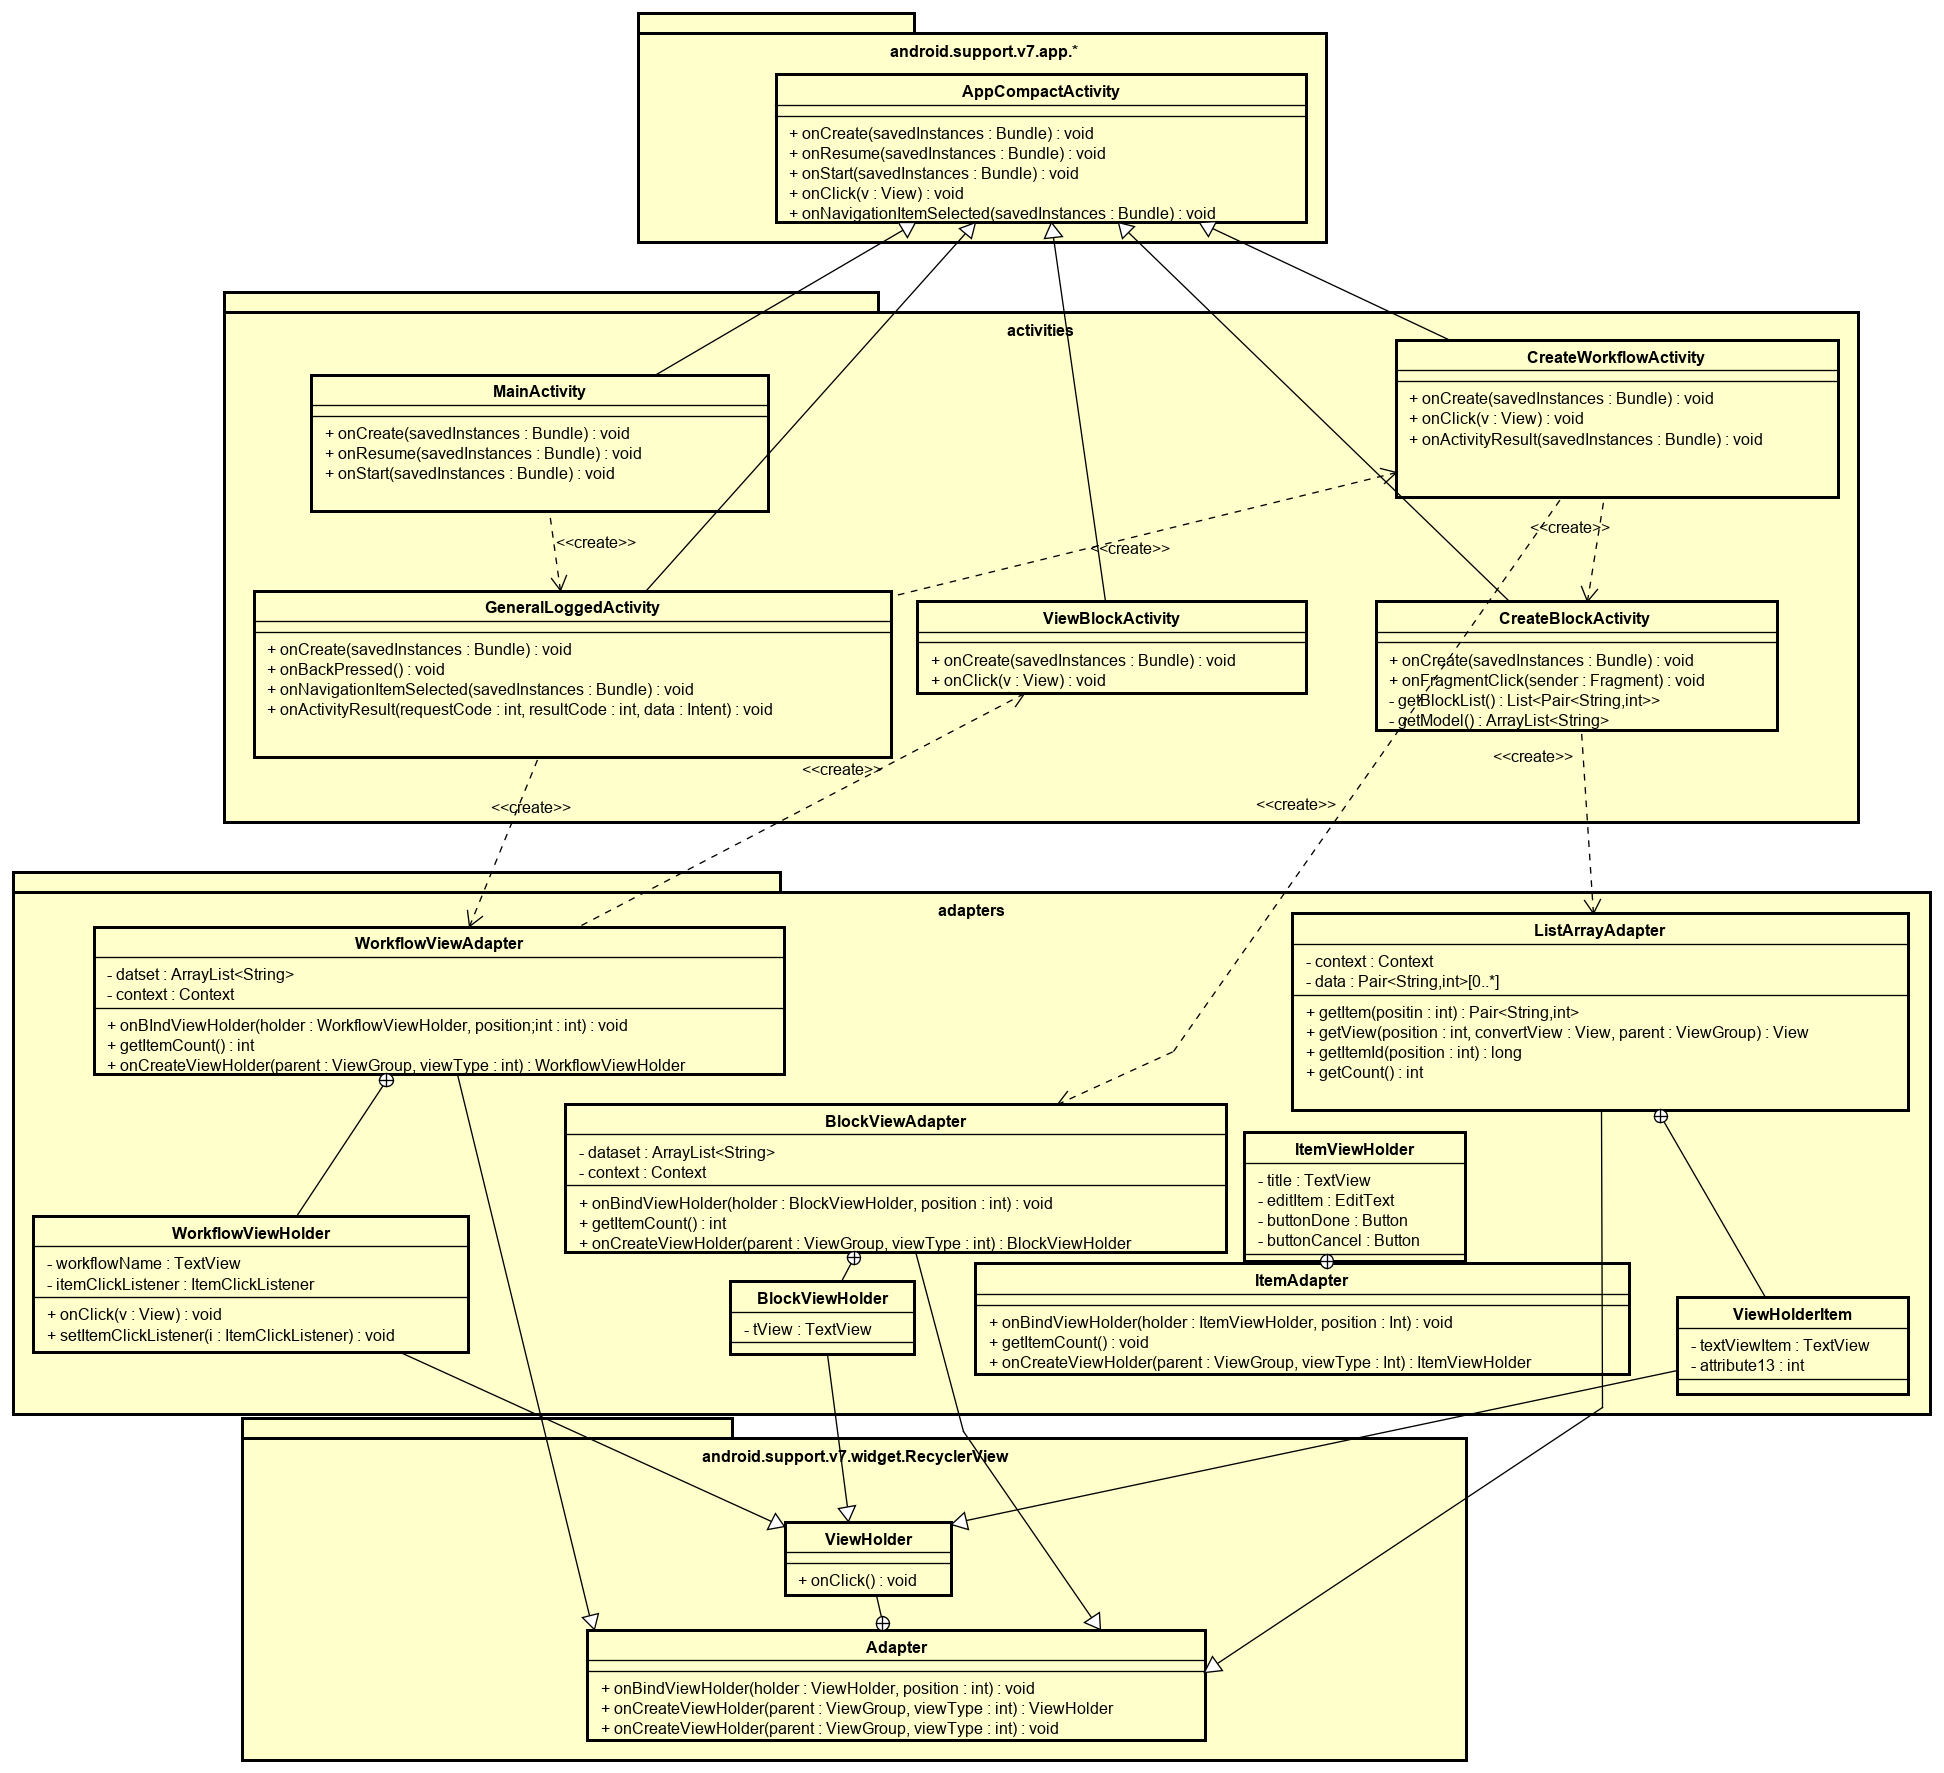 android.support.v7.app.*
AppCompactActivity
+ onCreate(savedInstances : Bundle) : void
+ onResume(savedInstances : Bundle) : void
+ onStart(savedInstances : Bundle) : void
+ onClick(v : View) : void
+ onNavigationItemSelected(savedInstances : Bundle) : void
activities
MainActivity
+ onCreate(savedInstances : Bundle) : void
+ onResume(savedInstances : Bundle) : void
+ onStart(savedInstances : Bundle) : void
CreateWorkflowActivity
+ onCreate(savedInstances : Bundle) : void
+ onClick(v : View) : void
+ onActivityResult(savedInstances : Bundle) : void
<<create>>
<<create>>
<<create>>
GeneralLoggedActivity
+ onCreate(savedInstances : Bundle) : void
+ onBackPressed() : void
+ onNavigationItemSelected(savedInstances : Bundle) : void
+ onActivityResult(requestCode : int, resultCode : int, data : Intent) : void
ViewBlockActivity
+ onCreate(savedInstances : Bundle) : void
+ onClick(v : View) : void
CreateBlockActivity
+ onCreate(savedInstances : Bundle) : void
+ onFragmentClick(sender : Fragment) : void
- getBlockList() : List<Pair<String,int>>
- getModel() : ArrayList<String>
<<create>>
<<create>>
<<create>>
<<create>>
adapters
WorkflowViewAdapter
- datset : ArrayList<String>
- context : Context
+ onBIndViewHolder(holder : WorkflowViewHolder, position;int : int) : void
+ getItemCount() : int
+ onCreateViewHolder(parent : ViewGroup, viewType : int) : WorkflowViewHolder
ListArrayAdapter
- context : Context
- data : Pair<String,int>[0..*]
+ getItem(positin : int) : Pair<String,int>
+ getView(position : int, convertView : View, parent : ViewGroup) : View
+ getItemId(position : int) : long
+ getCount() : int
BlockViewAdapter
- dataset : ArrayList<String>
- context : Context
+ onBindViewHolder(holder : BlockViewHolder, position : int) : void
+ getItemCount() : int
+ onCreateViewHolder(parent : ViewGroup, viewType : int) : BlockViewHolder
ItemViewHolder
- title : TextView
- editItem : EditText
- buttonDone : Button
- buttonCancel : Button
WorkflowViewHolder
- workflowName : TextView
- itemClickListener : ItemClickListener
+ onClick(v : View) : void
+ setItemClickListener(i : ItemClickListener) : void
BlockViewHolder
- tView : TextView
ItemAdapter
+ onBindViewHolder(holder : ItemViewHolder, position : Int) : void
+ getItemCount() : void
+ onCreateViewHolder(parent : ViewGroup, viewType : Int) : ItemViewHolder
ViewHolderItem
- textViewItem : TextView
- attribute13 : int
android.support.v7.widget.RecyclerView
ViewHolder
+ onClick() : void
Adapter
+ onBindViewHolder(holder : ViewHolder, position : int) : void
+ onCreateViewHolder(parent : ViewGroup, viewType : int) : ViewHolder
+ onCreateViewHolder(parent : ViewGroup, viewType : int) : void